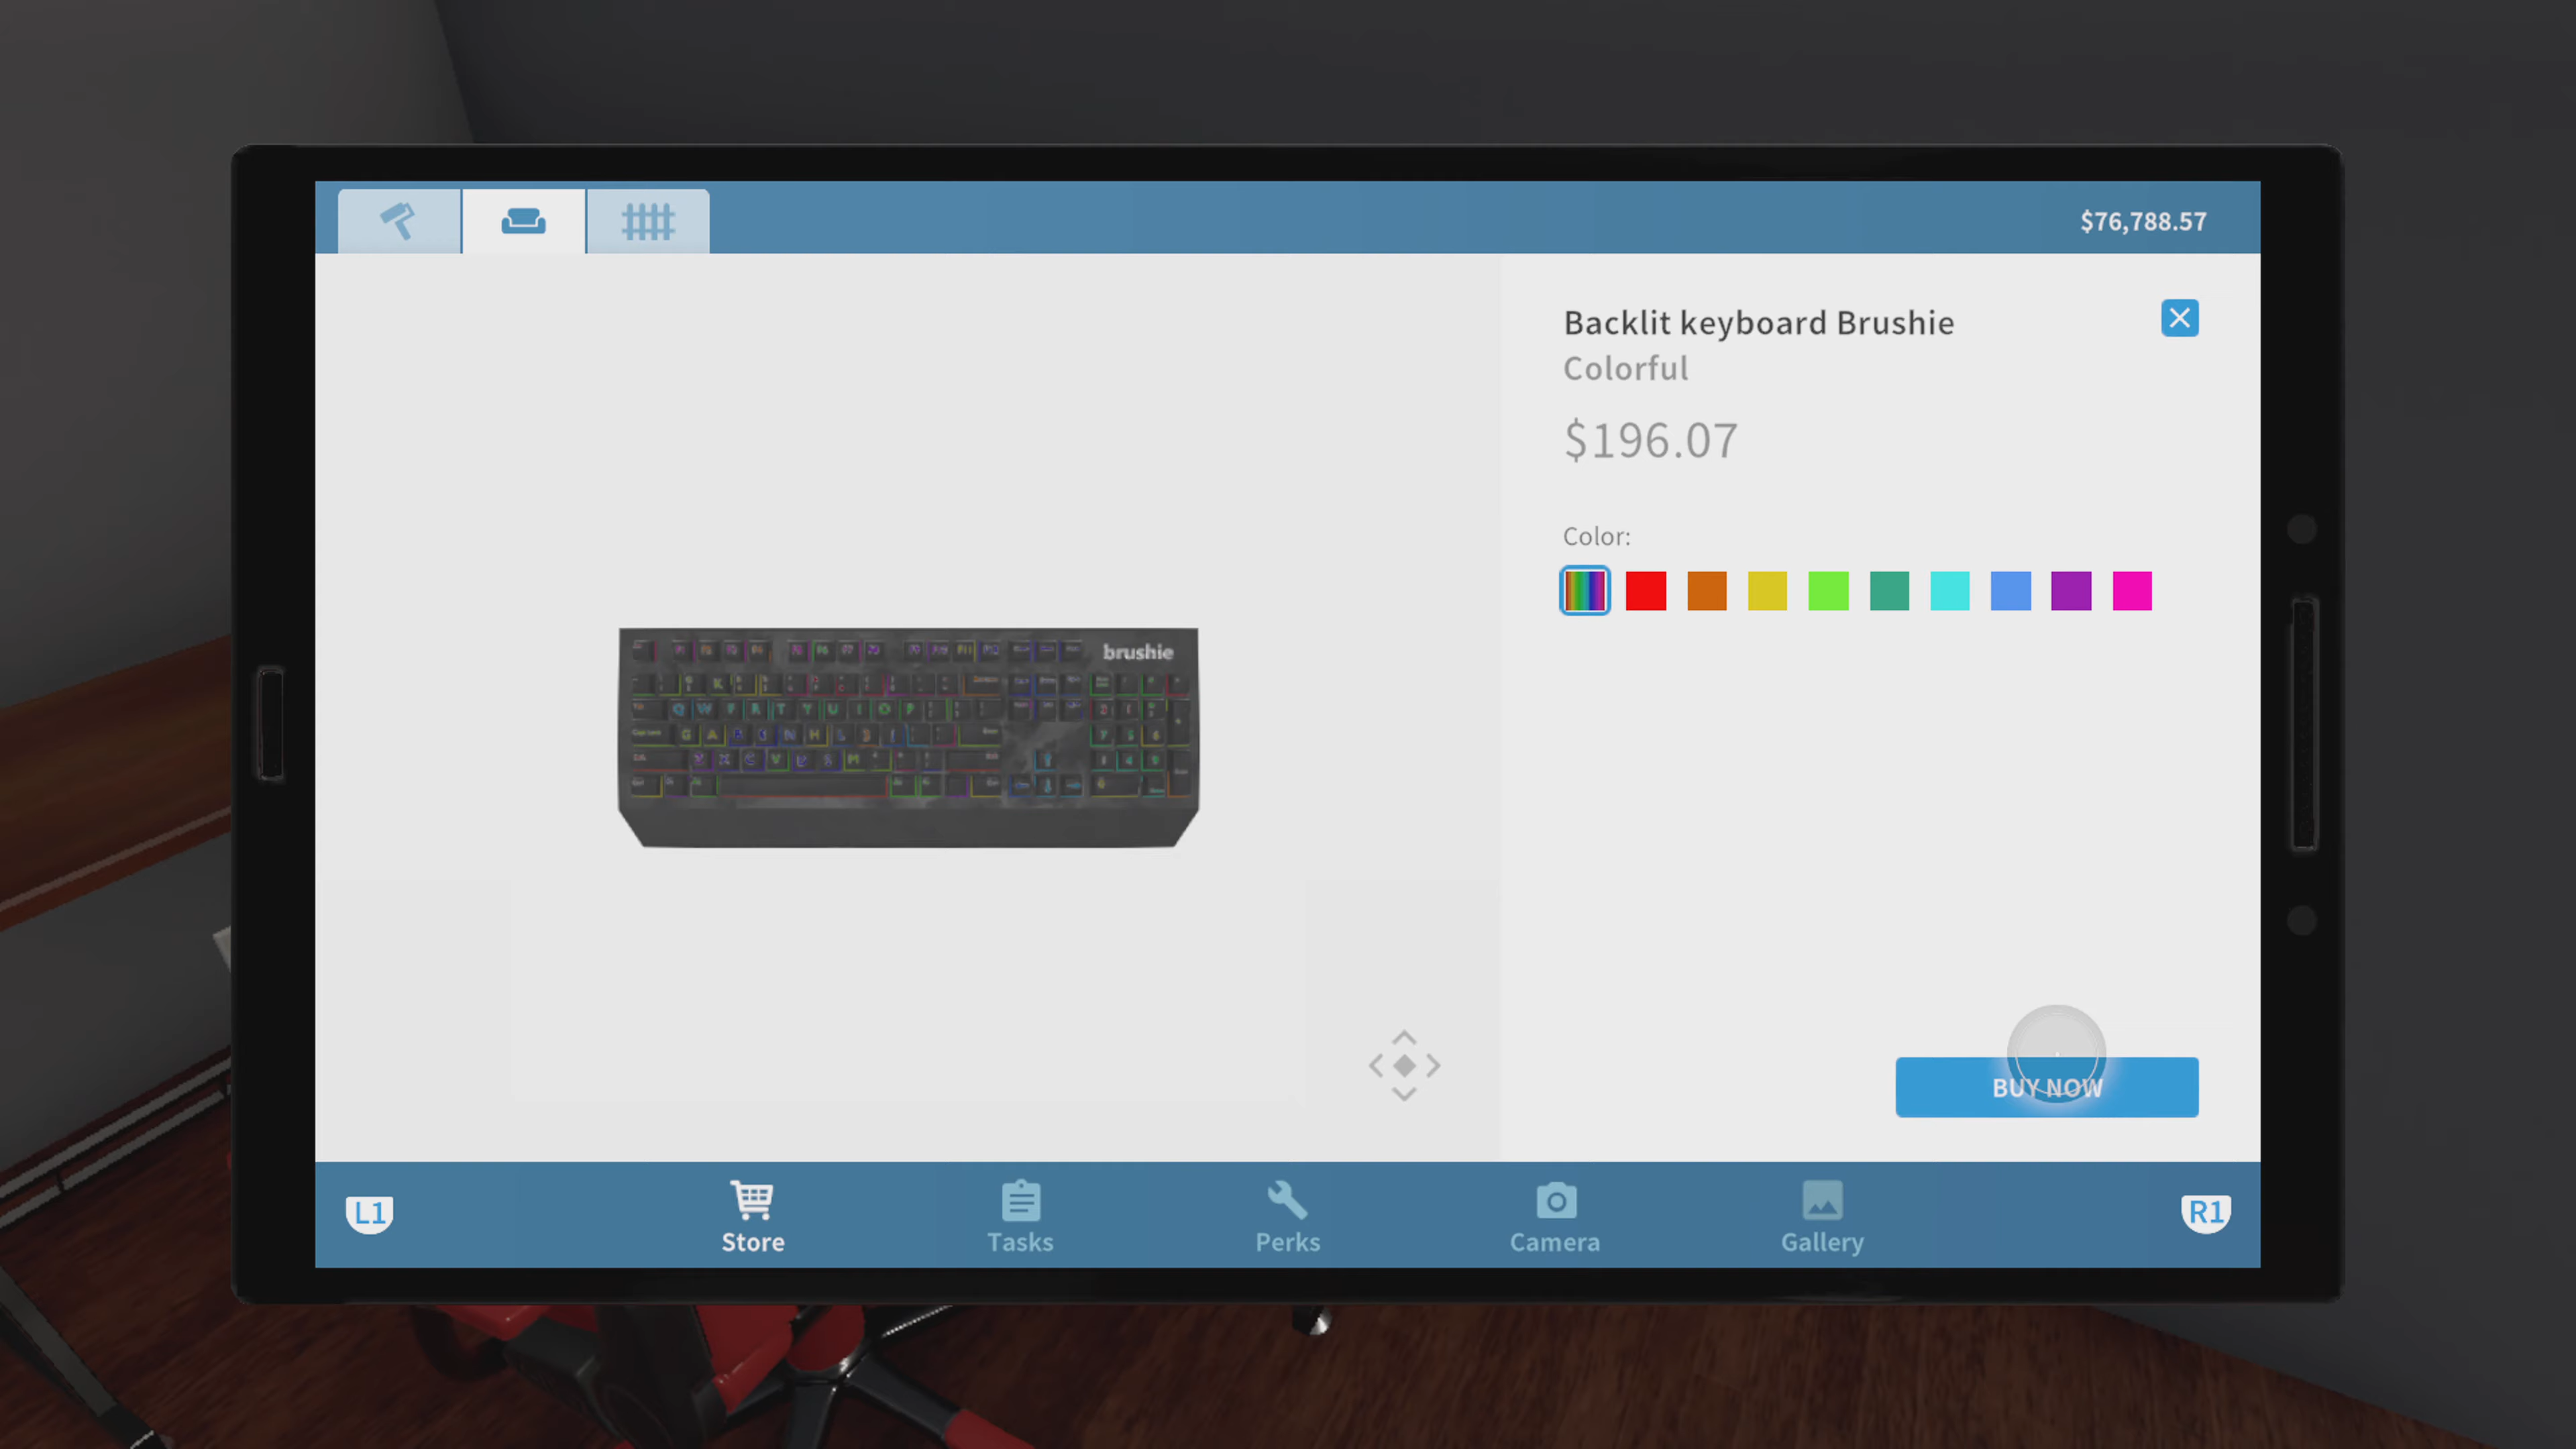 $76,788.57
Backlit keyboard Brushie
Colorful
$196.07
Color:
brushie
BUY NOW
L1
Store
Tasks
Perks
Camera
Gallery
R1